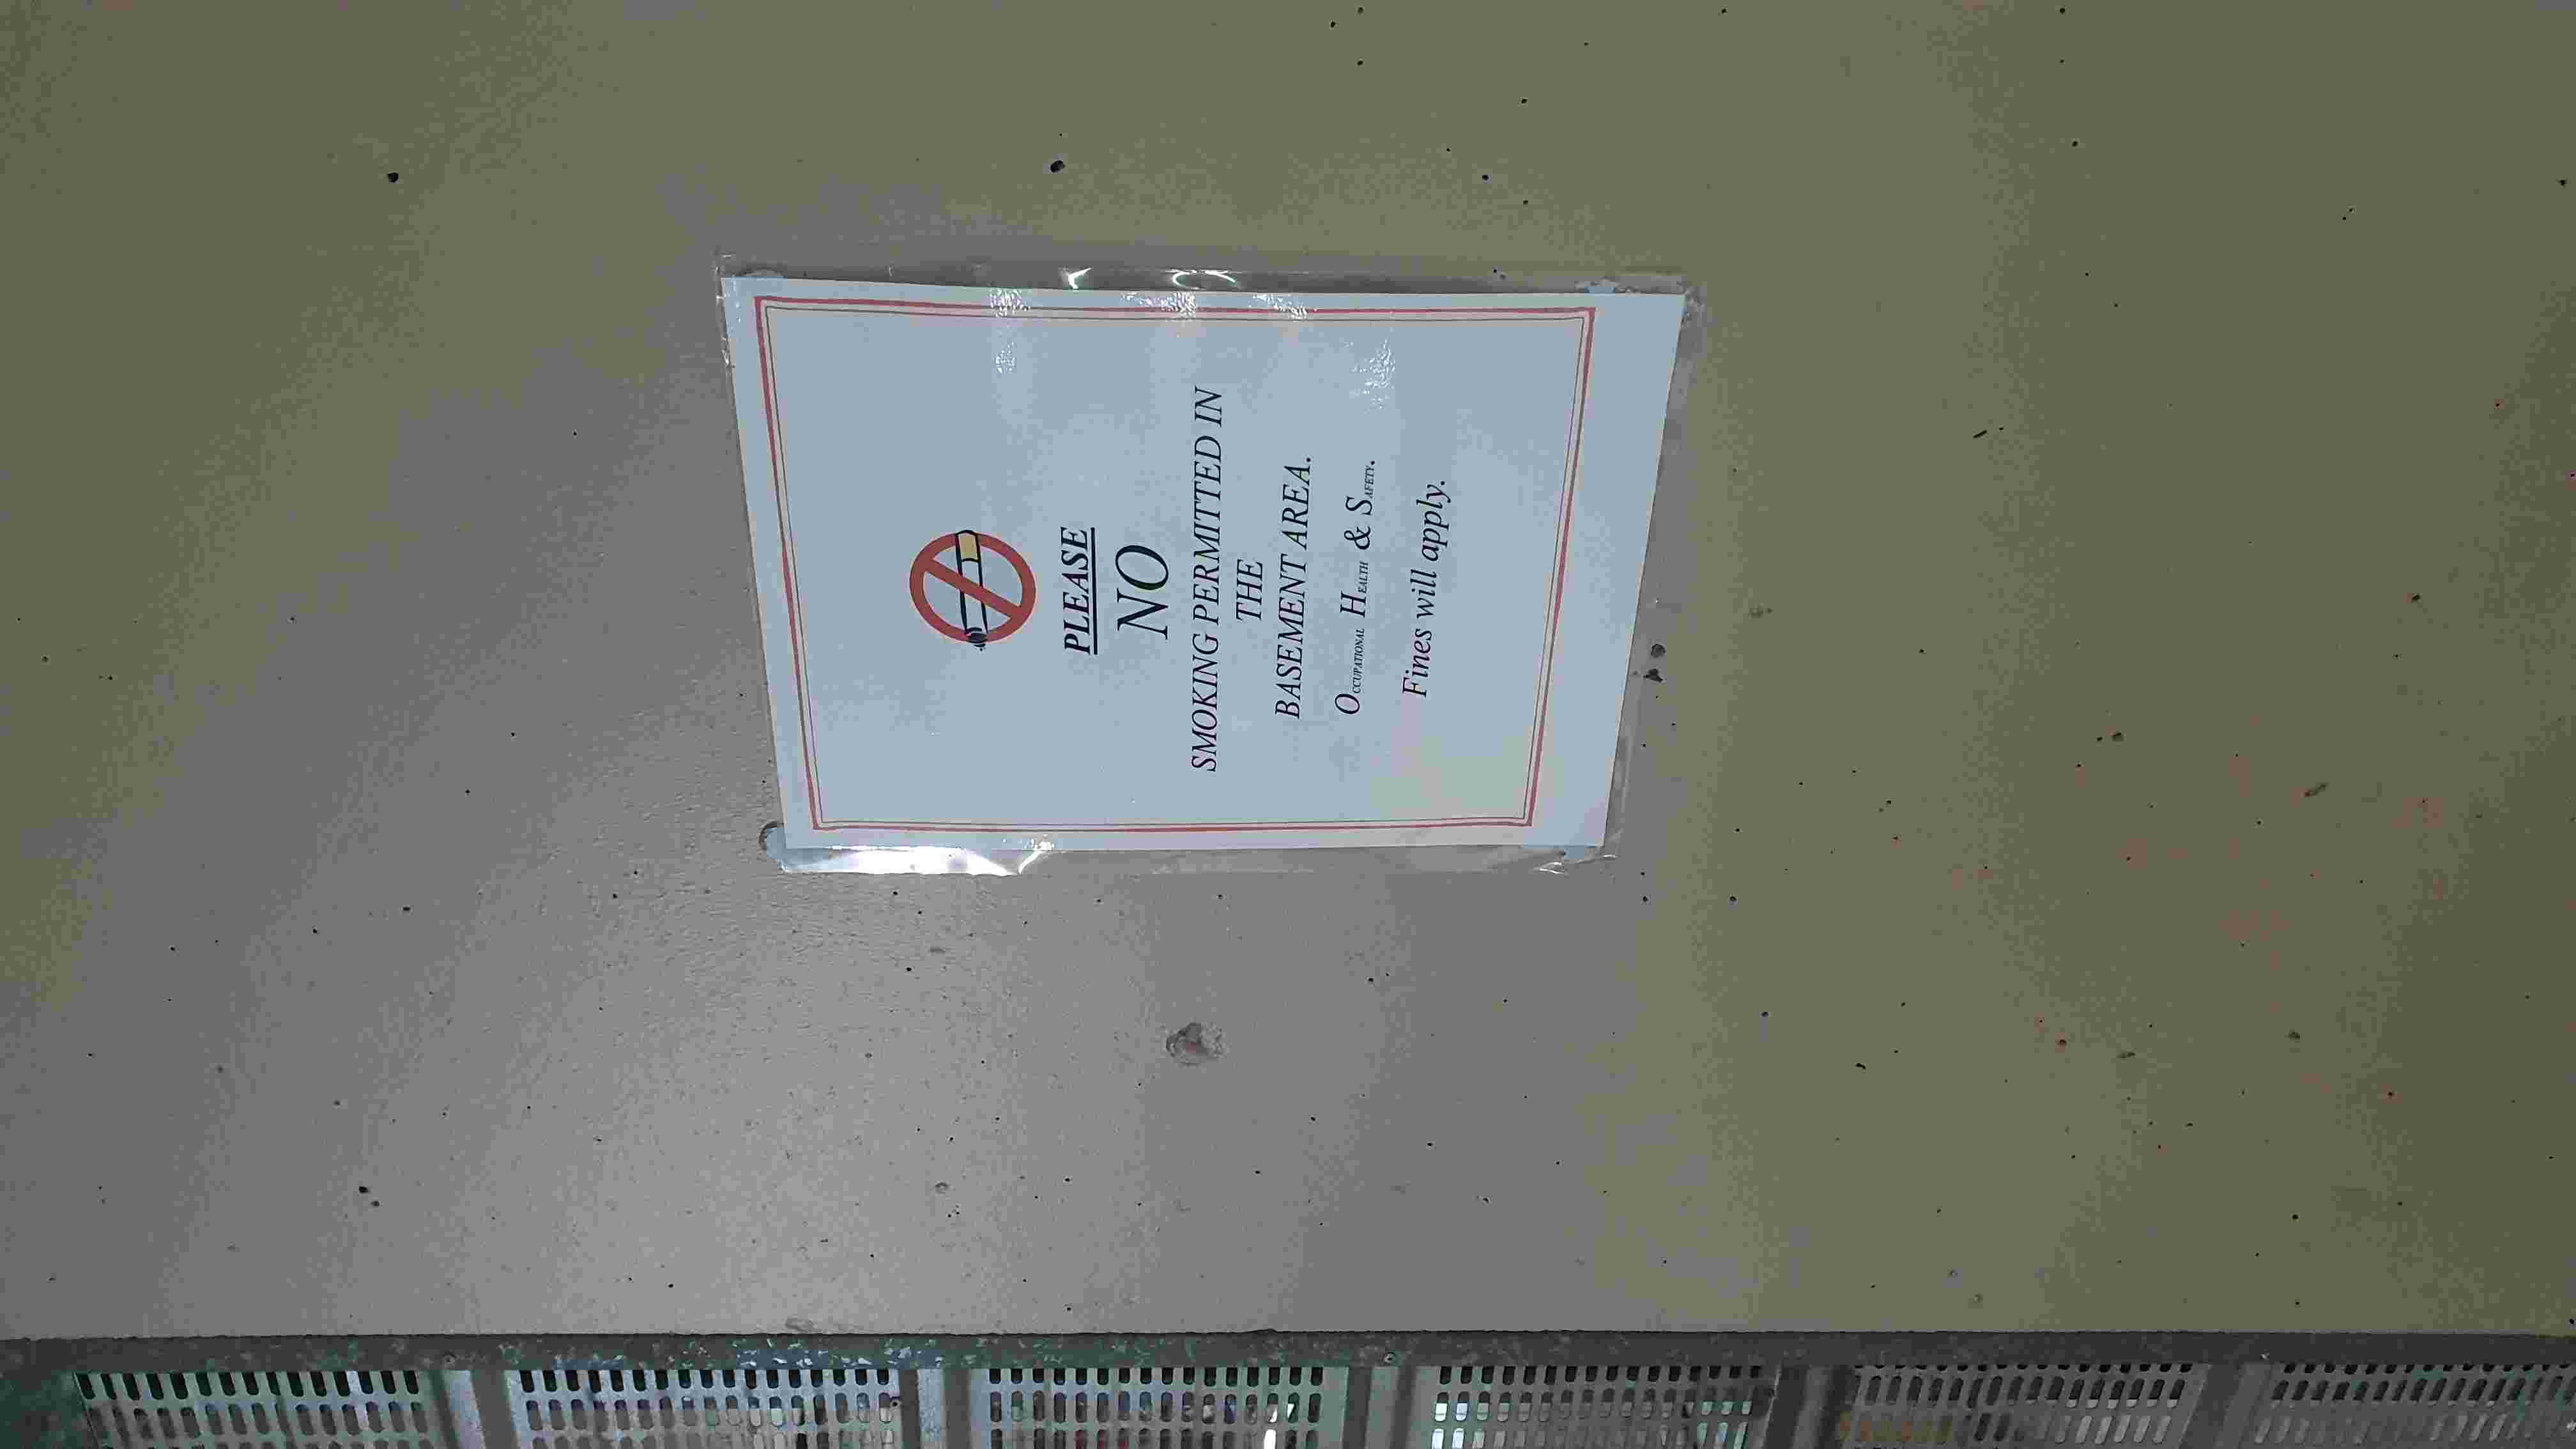 PLEASE
NO
SMOKING PERMITTED IN
THE
BASEMENT AREA.
OCCUPATIONAL HEALTH & SAFETY.
Fines will apply.